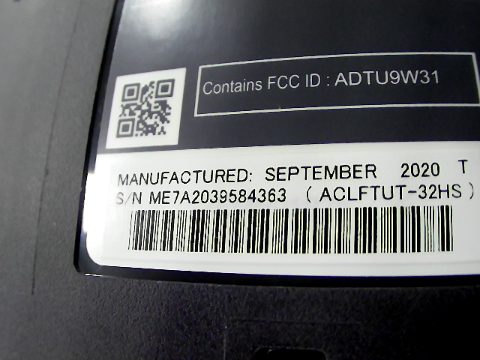 Contains FCC ID : ADTU9W31
MANUFACTURED: SEPTEMBER 2020 T
S/N ME7A2039584363 ( ACLFTUT-32HS )